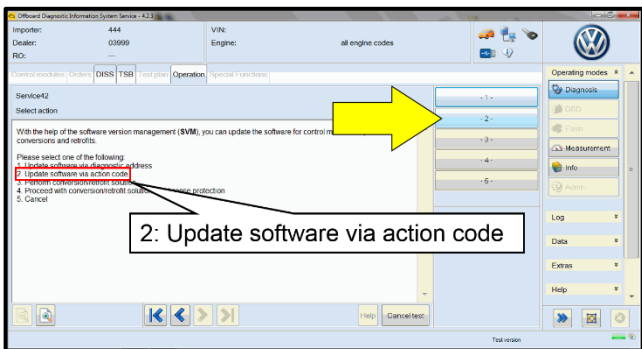 Offboard Diagnostic Information System Service - 4.2.3
Importer: 444 VIN:
Dealer: 03999 Engine: all engine codes
RO: ---
Control modules Orders DISS TSB Test plan Operation Special Functions
Operating modes
Service42
Select action
With the help of the software version management (SVM), you can update the software for control
conversions and retrofits.
Please select one of the following:
1. Update software via diagnostic address
2. Update software via action code
3. Perform conversion/retrofit
4. Proceed with conversion/retrofit protection
5. Cancel
2: Update software via action code
- 1 -
- 2 -
- 3 -
- 4 -
Diagnosis
OBD
Flash
Measurement
Info
Admin
Log
Data
Extras
Help
Help Cancel test
Test version